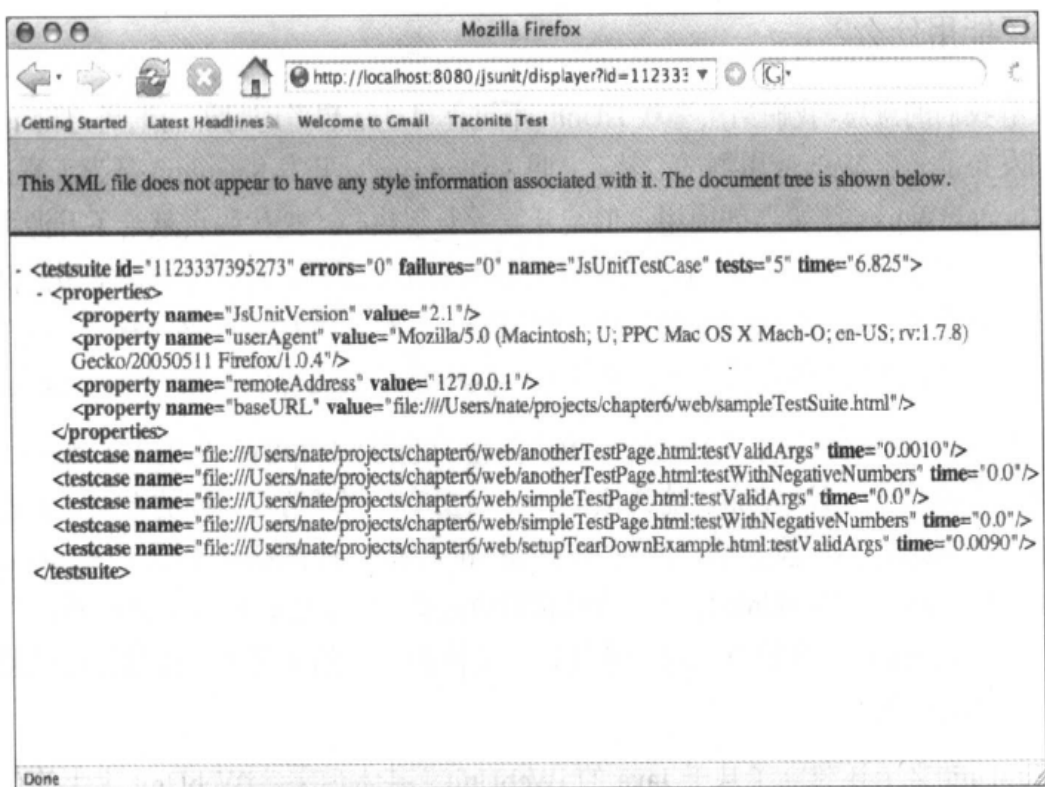 Mozilla Firefox
http://localhost:8080/jsunit/displayer?id=112333
G
Getting Started Latest Headlines Welcome to Gmail Taconite Test
This XML file does not appear to have any style information associated with it. The document tree is shown below.
- <testsuite id="1123337395273" errors="0" failures="0" name="JsUnitTestCase" tests="5" time="6.825">
- <properties>
<property name="JsUnitVersion" value="2.1"/>
<property name="userAgent" value="Mozilla/5.0 (Macintosh; U; PPC Mac OS X Mach-O; en-US; rv:1.7.8)
Gecko/20050511 Firefox/1.0.4"/>
<property name="remoteAddress" value="127.0.0.1"/>
<property name="baseURL" value="file:////Users/nate/projects/chapter6/web/sampleTestSuite.html"/>
</properties>
<testcase name="file:///Users/nate/projects/chapter6/web/anotherTestPage.html:testValidArgs" time="0.0010"/>
<testcase name="file:///Users/nate/projects/chapter6/web/anotherTestPage.html:testWithNegativeNumbers" time="0.0"/>
<testcase name="file:///Users/nate/projects/chapter6/web/simpleTestPage.html:testValidArgs" time="0.0"/>
<testcase name="file:///Users/nate/projects/chapter6/web/simpleTestPage.html:testWithNegativeNumbers" time="0.0"/>
<testcase name="file:///Users/nate/projects/chapter6/web/setupTearDownExample.html:testValidArgs" time="0.0090"/>
</testsuite>
Done